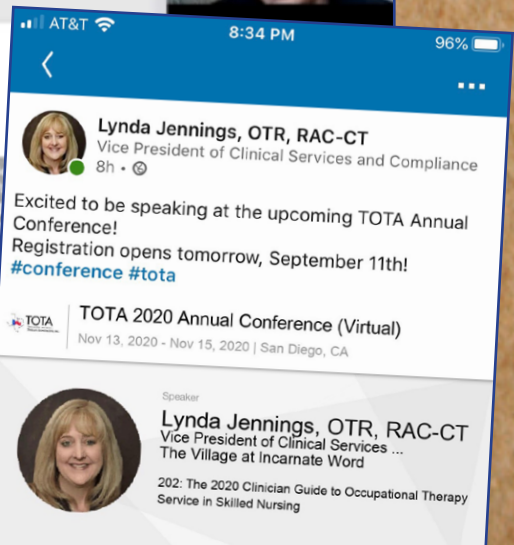 AT&T 8:34 PM 96%
Lynda Jennings, OTR, RAC-CT
Vice President of Clinical Services and Compliance
8h •
Excited to be speaking at the upcoming TOTA Annual
Conference!
Registration opens tomorrow, September 11th!
#conference #tota
TOTA
TOTA 2020 Annual Conference (Virtual)
Nov 13, 2020 - Nov 15, 2020 | San Diego, CA
Speaker
Lynda Jennings, OTR, RAC-CT
Vice President of Clinical Services ...
The Village at Incarnate Word
202: The 2020 Clinician Guide to Occupational Therapy
Service in Skilled Nursing